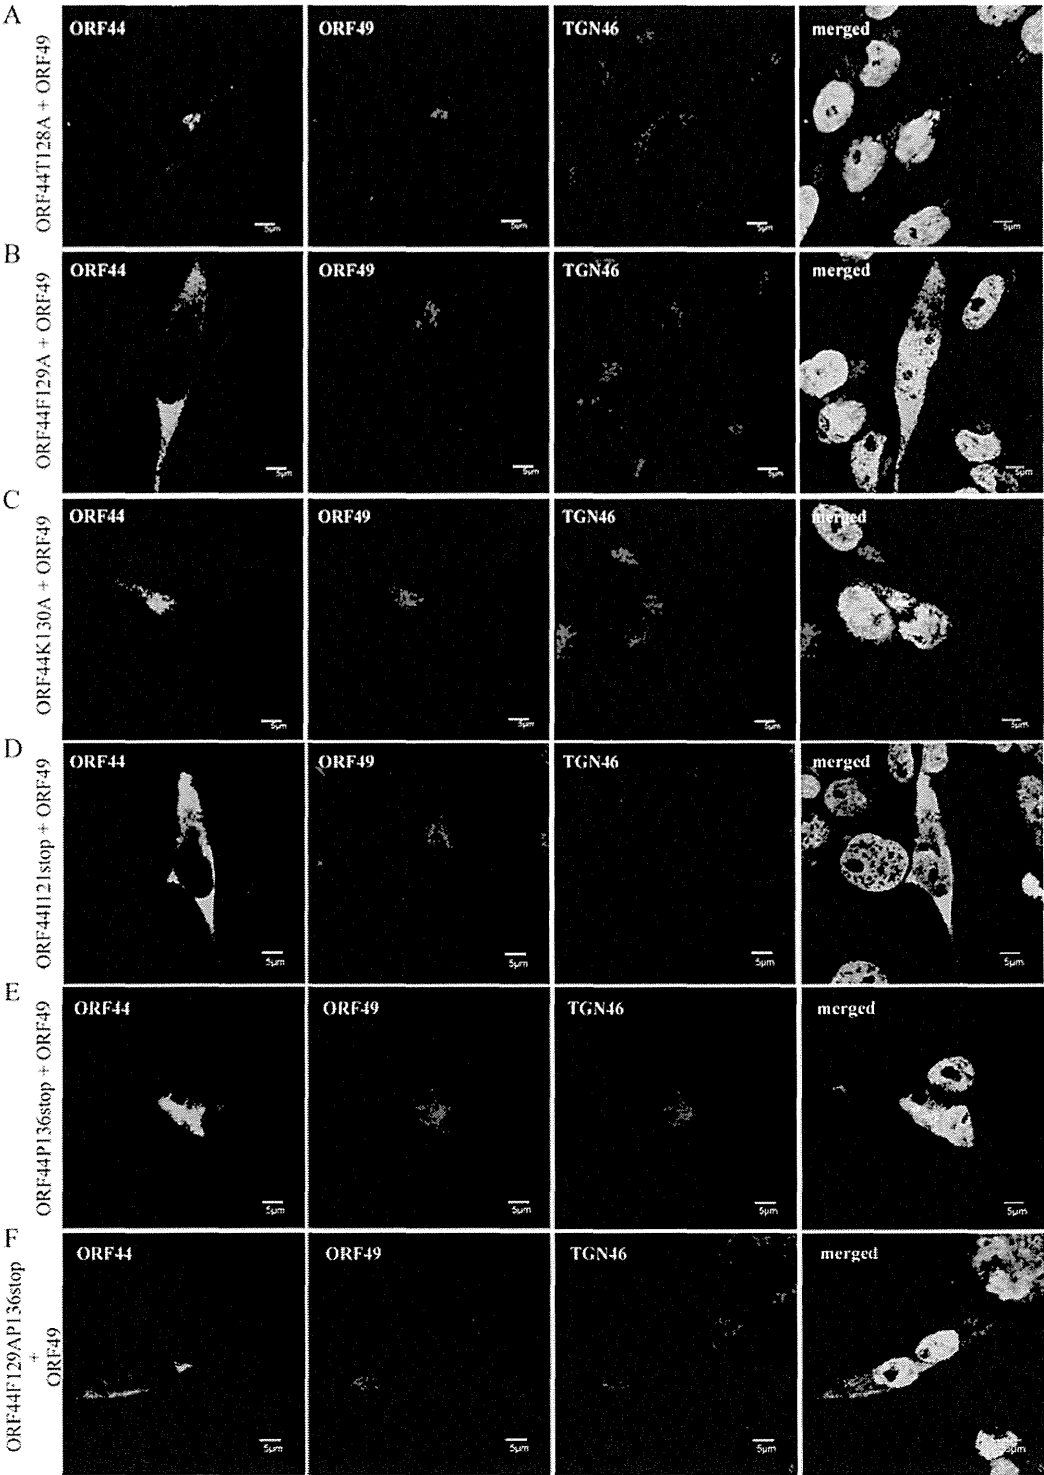 A
ORF44T128A + ORF49
ORF44
ORF49
TGN46
merged
5μm
5μm
5μm
5μm
B
ORF44F129A + ORF49
ORF44
ORF49
TGN46
merged
5μm
5μm
5μm
5μm
C
ORF44K130A + ORF49
ORF44
ORF49
TGN46
merged
5μm
5μm
5μm
5μm
D
ORF44I121stop + ORF49
ORF44
ORF49
TGN46
merged
5μm
5μm
5μm
5μm
E
ORF44P136stop + ORF49
ORF44
ORF49
TGN46
merged
5μm
5μm
5μm
5μm
F
ORF44F129AP136stop
+
ORF49
ORF44
ORF49
TGN46
merged
5μm
5μm
5μm
5μm